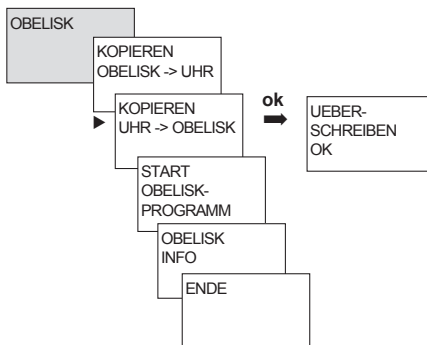 OBELISK
KOPIEREN
OBELISK -> UHR
KOPIEREN
UHR -> OBELISK
ok
UEBER-
SCHREIBEN
OK
START
OBELISK-
PROGRAMM
OBELISK
INFO
ENDE